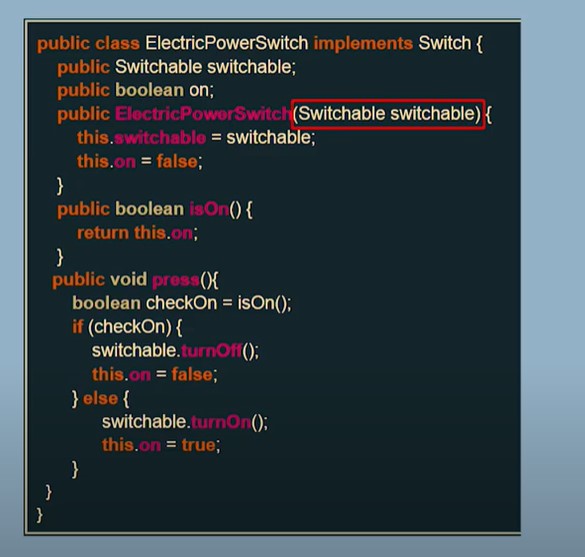 public class ElectricPowerSwitch implements Switch {
public Switchable switchable;
public boolean on;
public ElectricPowerSwitch(Switchable switchable) {
this.switchable = switchable;
this.on = false;
}
public boolean isOn() {
return this.on;
}
public void press(){
boolean checkOn = isOn();
if (checkOn) {
switchable.turnOff();
this.on = false;
} else {
switchable.turnOn();
this.on = true;
}
}
}